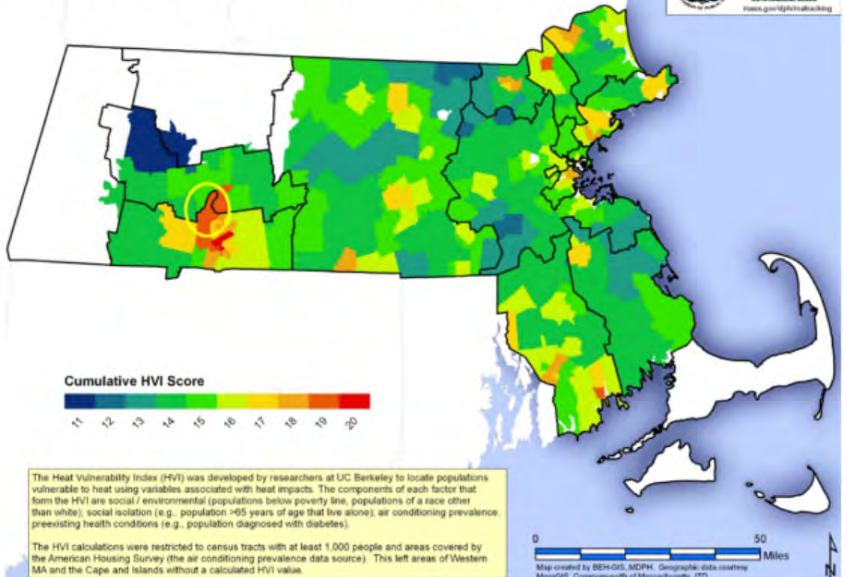 mass.gov/dph/matracking
Cumulative HVI Score
11 12 13 14 15 16 17 18 19 20
The Heat Vulnerability Index (HVI) was developed by researchers at UC Berkeley to locate populations
vulnerable to heat using variables associated with heat impacts. The components of each factor that
form the HVI are social / environmental (populations below poverty line, populations of a race other
than white); social isolation (e.g., population >65 years of age that live alone); air conditioning prevalence;
preexisting health conditions (e.g., population diagnosed with diabetes).
The HVI calculations were restricted to census tracts with at least 1,000 people and areas covered by
the American Housing Survey (the air conditioning prevalence data source). This left areas of Western
MA and the Cape and Islands without a calculated HVI value.
0 50
Miles
Map created by BEH-GIS, MDPH. Geographic data courtesy
MassGIS, Commonwealth of Massachusetts, ITD
N